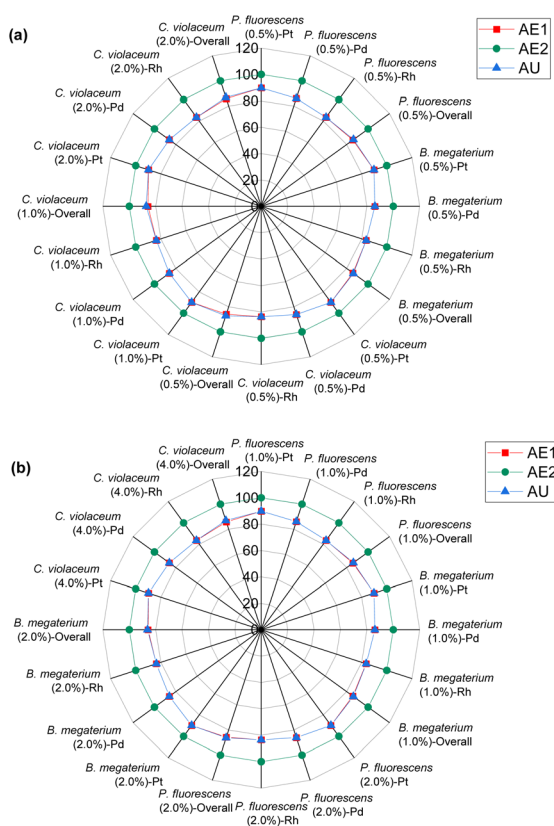 (a)
AE1
AE2
AU
120
100
80
60
40
20
0
P. fluorescens
(0.5%)-Pt
P. fluorescens
(0.5%)-Pd
P. fluorescens
(0.5%)-Rh
P. fluorescens
(0.5%)-Overall
B. megaterium
(0.5%)-Pt
B. megaterium
(0.5%)-Pd
B. megaterium
(0.5%)-Rh
B. megaterium
(0.5%)-Overall
C. violaceum
(0.5%)-Pt
C. violaceum
(0.5%)-Pd
C. violaceum
(0.5%)-Rh
C. violaceum
(0.5%)-Overall
C. violaceum
(1.0%)-Pt
C. violaceum
(1.0%)-Pd
C. violaceum
(1.0%)-Rh
C. violaceum
(1.0%)-Overall
C. violaceum
(2.0%)-Pt
C. violaceum
(2.0%)-Pd
C. violaceum
(2.0%)-Rh
C. violaceum
(2.0%)-Overall
(b)
AE1
AE2
AU
120
100
80
60
40
20
0
P. fluorescens
(1.0%)-Pt
P. fluorescens
(1.0%)-Pd
P. fluorescens
(1.0%)-Rh
P. fluorescens
(1.0%)-Overall
B. megaterium
(1.0%)-Pt
B. megaterium
(1.0%)-Pd
B. megaterium
(1.0%)-Rh
B. megaterium
(1.0%)-Overall
P. fluorescens
(2.0%)-Pt
P. fluorescens
(2.0%)-Pd
P. fluorescens
(2.0%)-Rh
P. fluorescens
(2.0%)-Overall
B. megaterium
(2.0%)-Pt
B. megaterium
(2.0%)-Pd
B. megaterium
(2.0%)-Rh
B. megaterium
(2.0%)-Overall
C. violaceum
(4.0%)-Pt
C. violaceum
(4.0%)-Pd
C. violaceum
(4.0%)-Rh
C. violaceum
(4.0%)-Overall